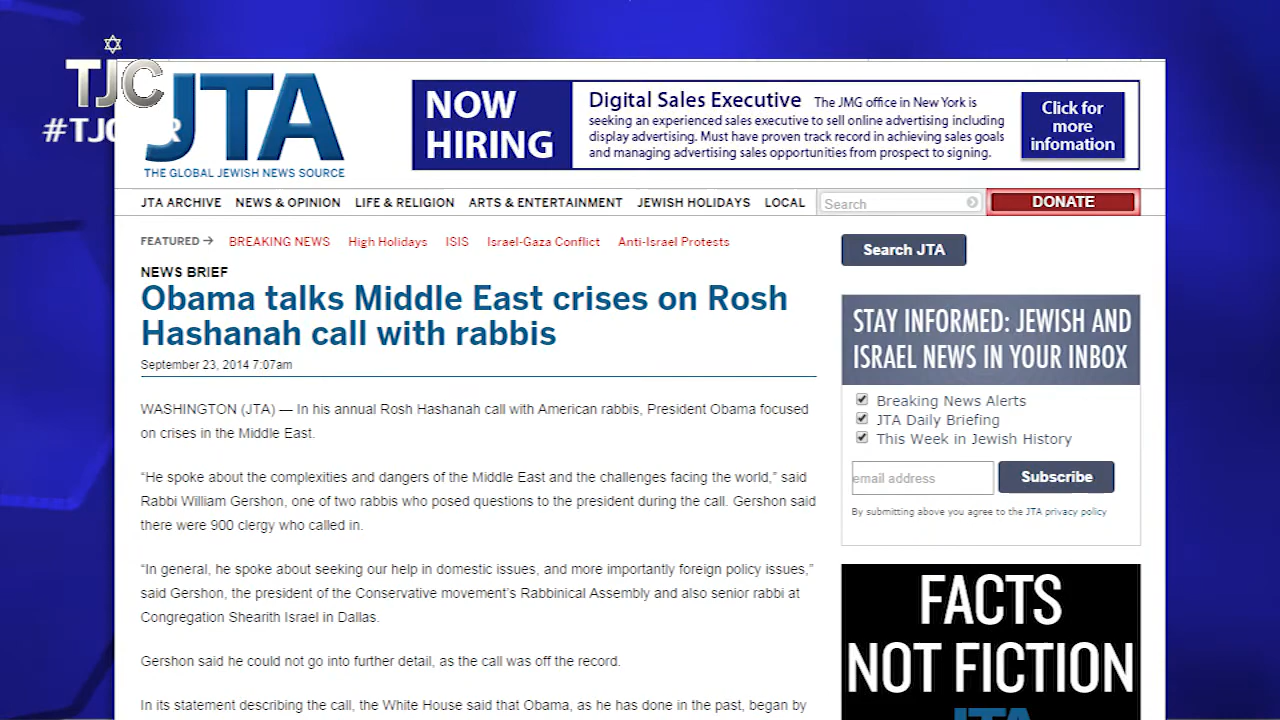 TJC
#TJC
JTA
THE GLOBAL JEWISH NEWS SOURCE
NOW
HIRING
Digital Sales Executive The JMG office in New York is
seeking an experienced sales executive to sell online advertising including
display advertising. Must have proven track record in achieving sales goals
and managing advertising sales opportunities from prospect to signing.
Click for
more
infomation
JTA ARCHIVE NEWS & OPINION LIFE & RELIGION ARTS & ENTERTAINMENT JEWISH HOLIDAYS LOCAL
Search
DONATE
FEATURED → BREAKING NEWS High Holidays ISIS Israel-Gaza Conflict Anti-Israel Protests
NEWS BRIEF
Obama talks Middle East crises on Rosh
Hashanah call with rabbis
September 23, 2014 7:07am
WASHINGTON (JTA) — In his annual Rosh Hashanah call with American rabbis, President Obama focused
on crises in the Middle East.
“He spoke about the complexities and dangers of the Middle East and the challenges facing the world,” said
Rabbi William Gershon, one of two rabbis who posed questions to the president during the call. Gershon said
there were 900 clergy who called in.
“In general, he spoke about seeking our help in domestic issues, and more importantly foreign policy issues,”
said Gershon, the president of the Conservative movement’s Rabbinical Assembly and also senior rabbi at
Congregation Shearith Israel in Dallas.
Gershon said he could not go into further detail, as the call was off the record.
In its statement describing the call, the White House said that Obama, as he has done in the past, began by
Search JTA
STAY INFORMED: JEWISH AND
ISRAEL NEWS IN YOUR INBOX
Breaking News Alerts
JTA Daily Briefing
This Week in Jewish History
email address
Subscribe
By submitting above you agree to the JTA privacy policy
FACTS
NOT FICTION
JTA